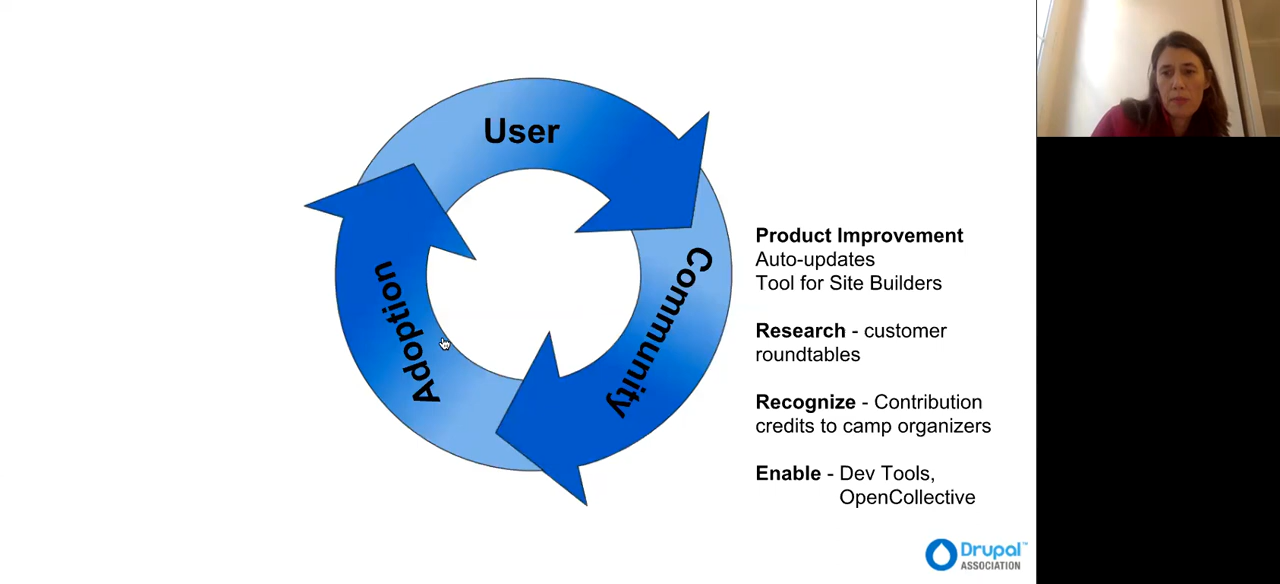 User
Community
Adoption
Product Improvement
Auto-updates
Tool for Site Builders
Research - customer
roundtables
Recognize - Contribution
credits to camp organizers
Enable - Dev Tools,
OpenCollective
Drupal™
ASSOCIATION